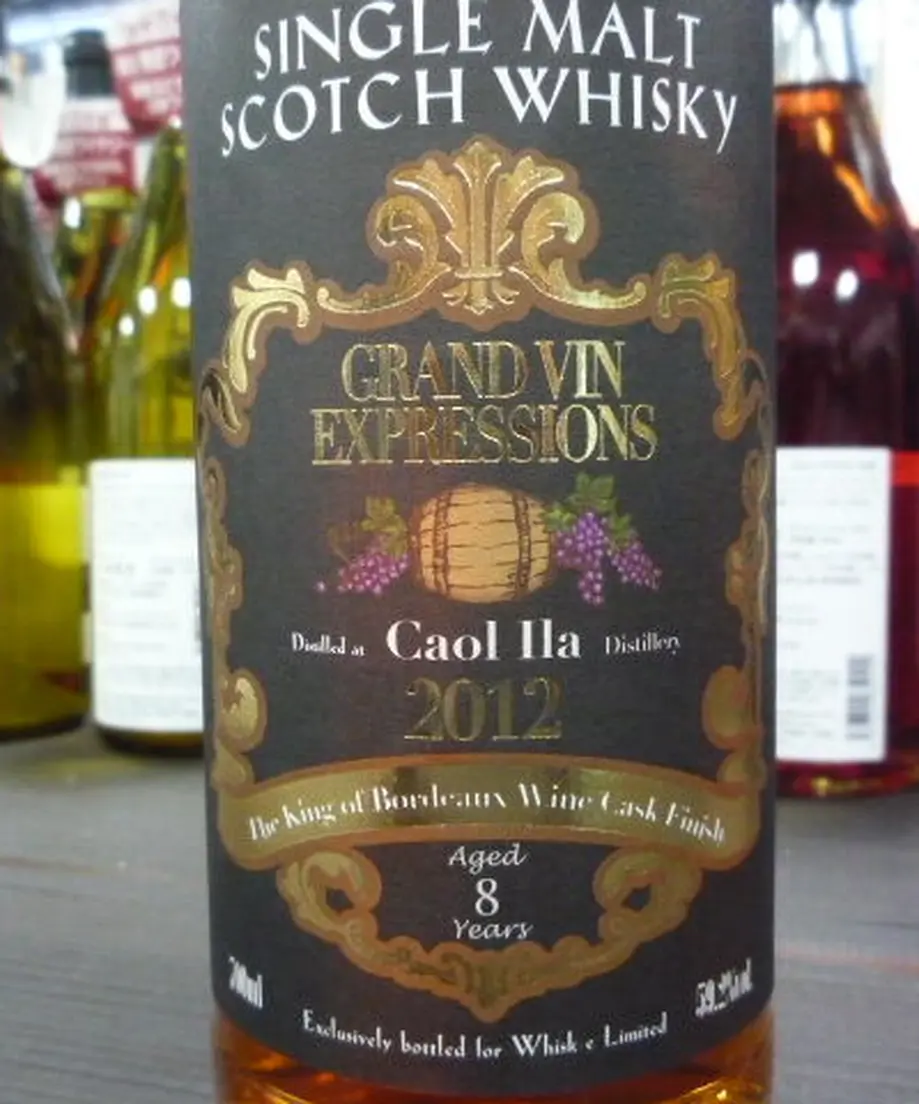 SINGLE MALT
SCOTCH WHISKY
GRAND VIN
EXPRESSIONS
Distilled at Caol Ila Distillery
2012
The King of Bordeaux Wine Cask Finish
Aged
8
Years
700ml
Exclusively bottled for Whisk e Limited